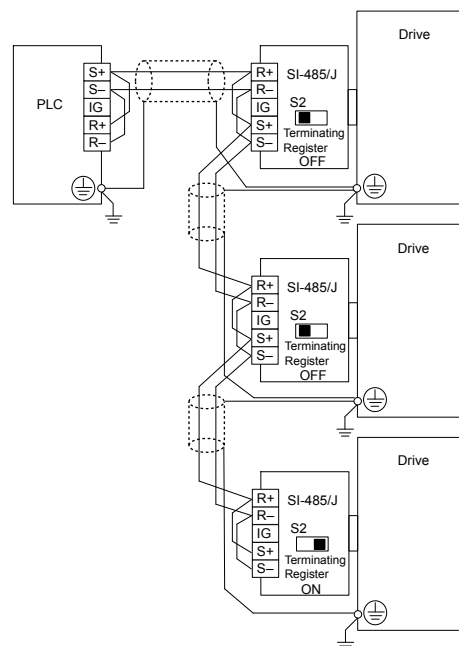 Drive
PLC
S+
S−
IG
R+
R−
R+
R−
IG
S+
S−
SI-485/J
S2
Terminating
Register
OFF
Drive
R+
R−
IG
S+
S−
SI-485/J
S2
Terminating
Register
OFF
Drive
R+
R−
IG
S+
S−
SI-485/J
S2
Terminating
Register
ON